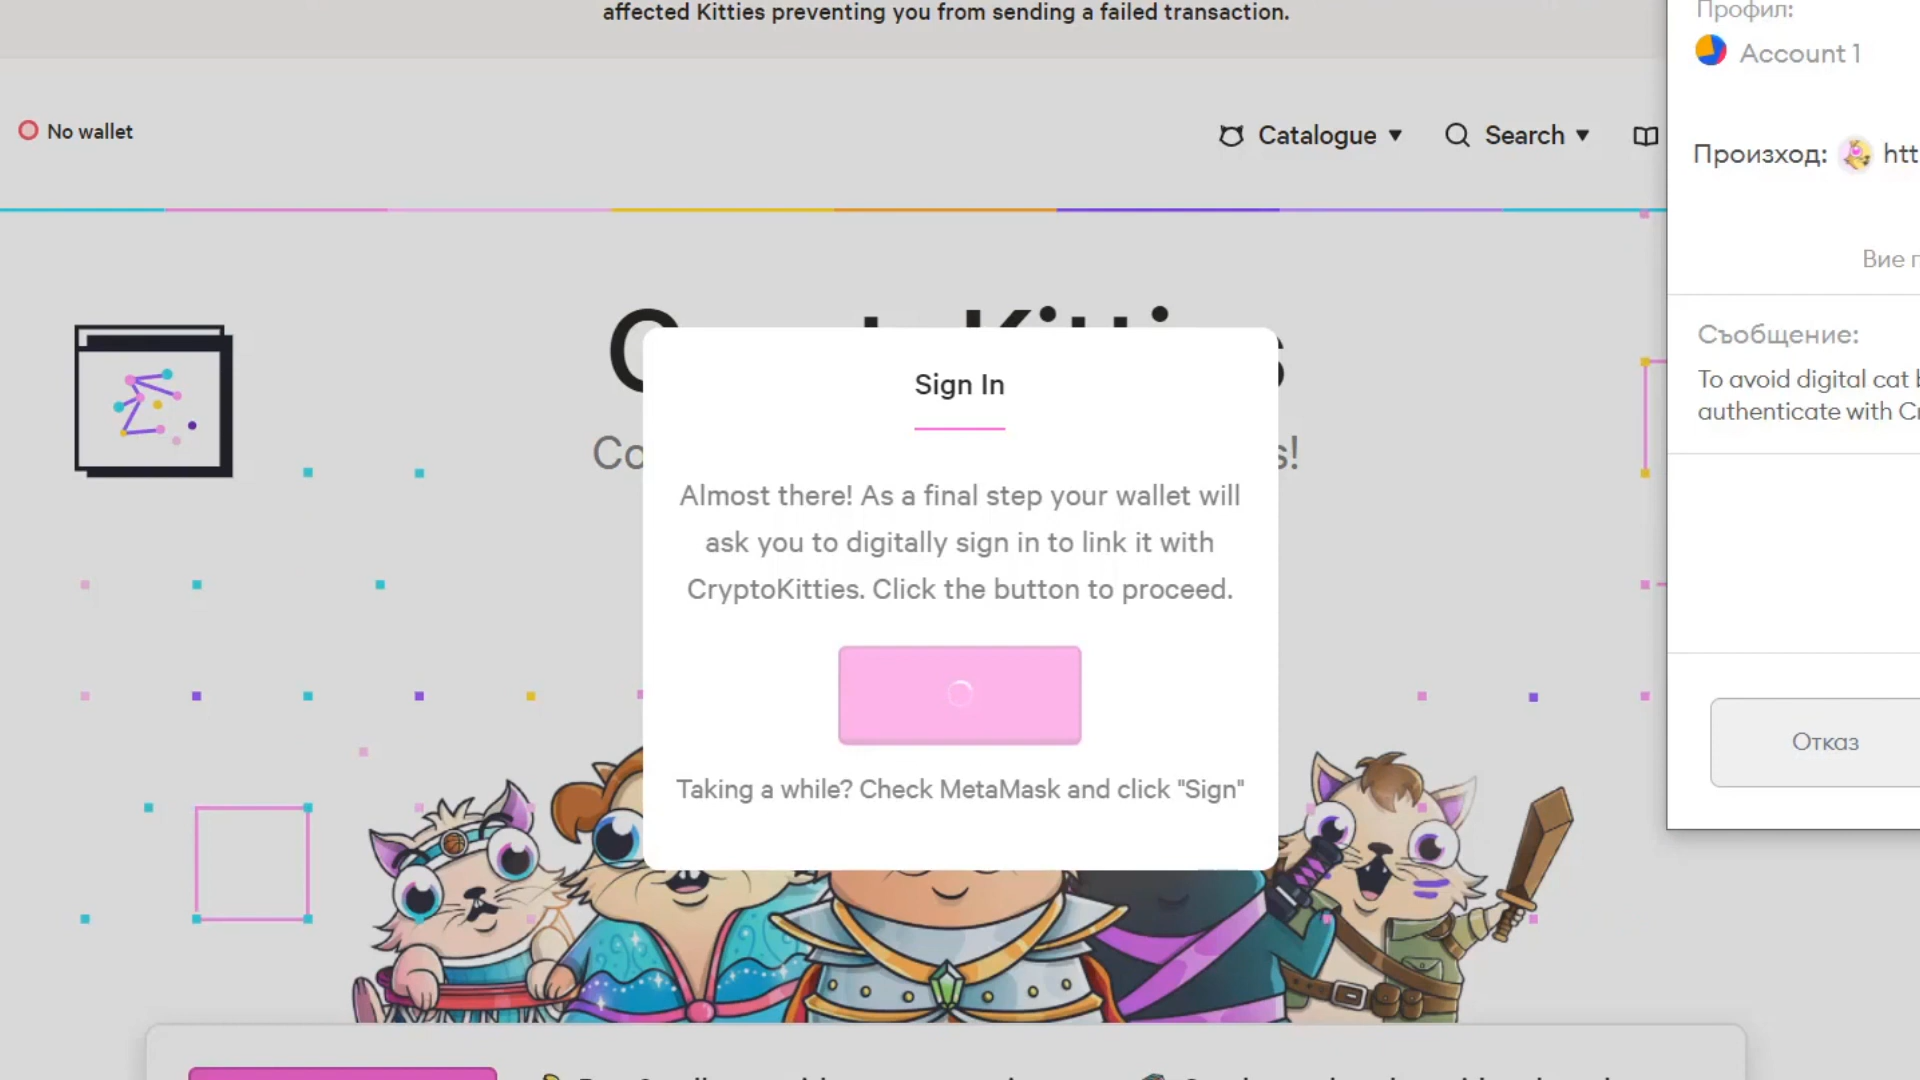 affected Kitties preventing you from sending a failed transaction.
No wallet
Catalogue
Search
Sign In
Almost there! As a final step your wallet will
ask you to digitally sign in to link it with
CryptoKitties. Click the button to proceed.
Taking a while? Check MetaMask and click "Sign"
Профил:
Account 1
Произход: htt
Вие
Съобщение:
To avoid digital cat
authenticate with
Отказ